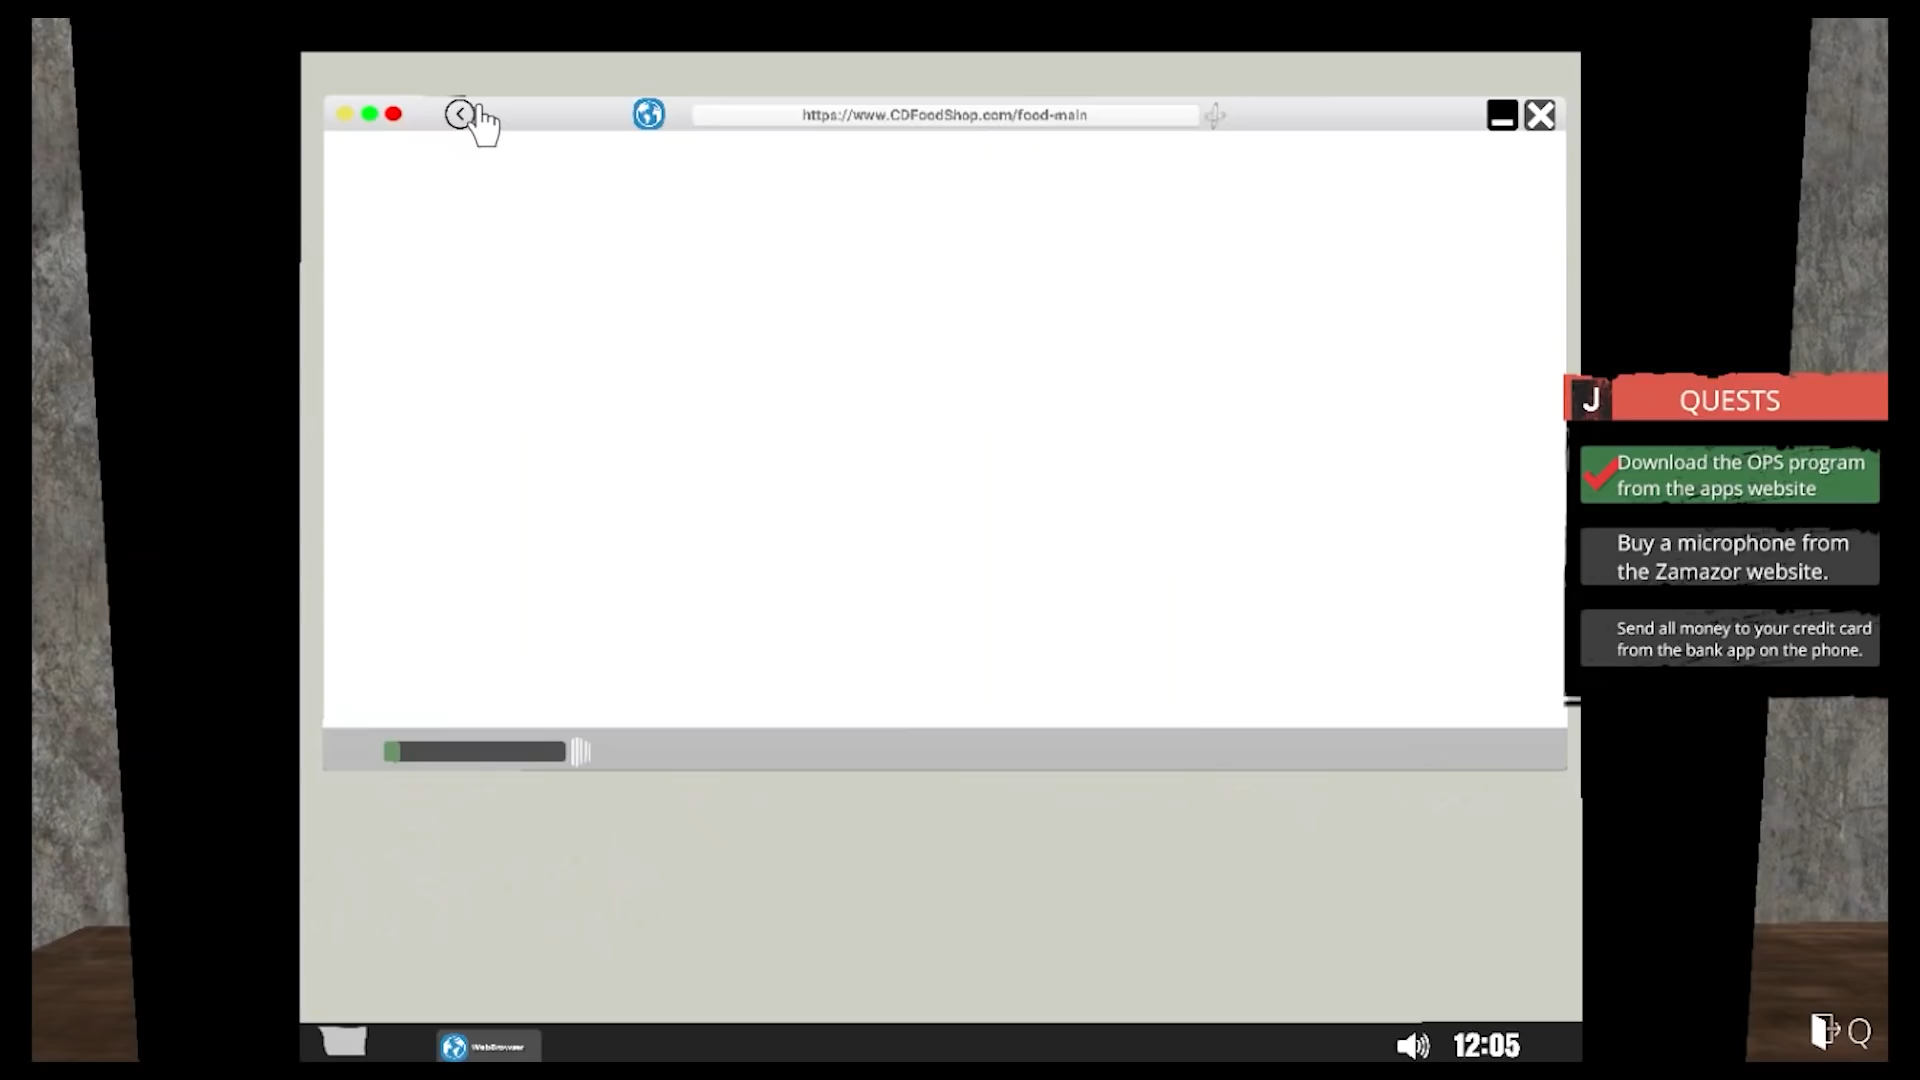 https://www.CDFoodShop.com/food-main
J
QUESTS
Download the OPS program
from the apps website
Buy a microphone from
the Zamazor website.
Send all money to your credit card
from the bank app on the phone.
WebBrowser
12:05
Q